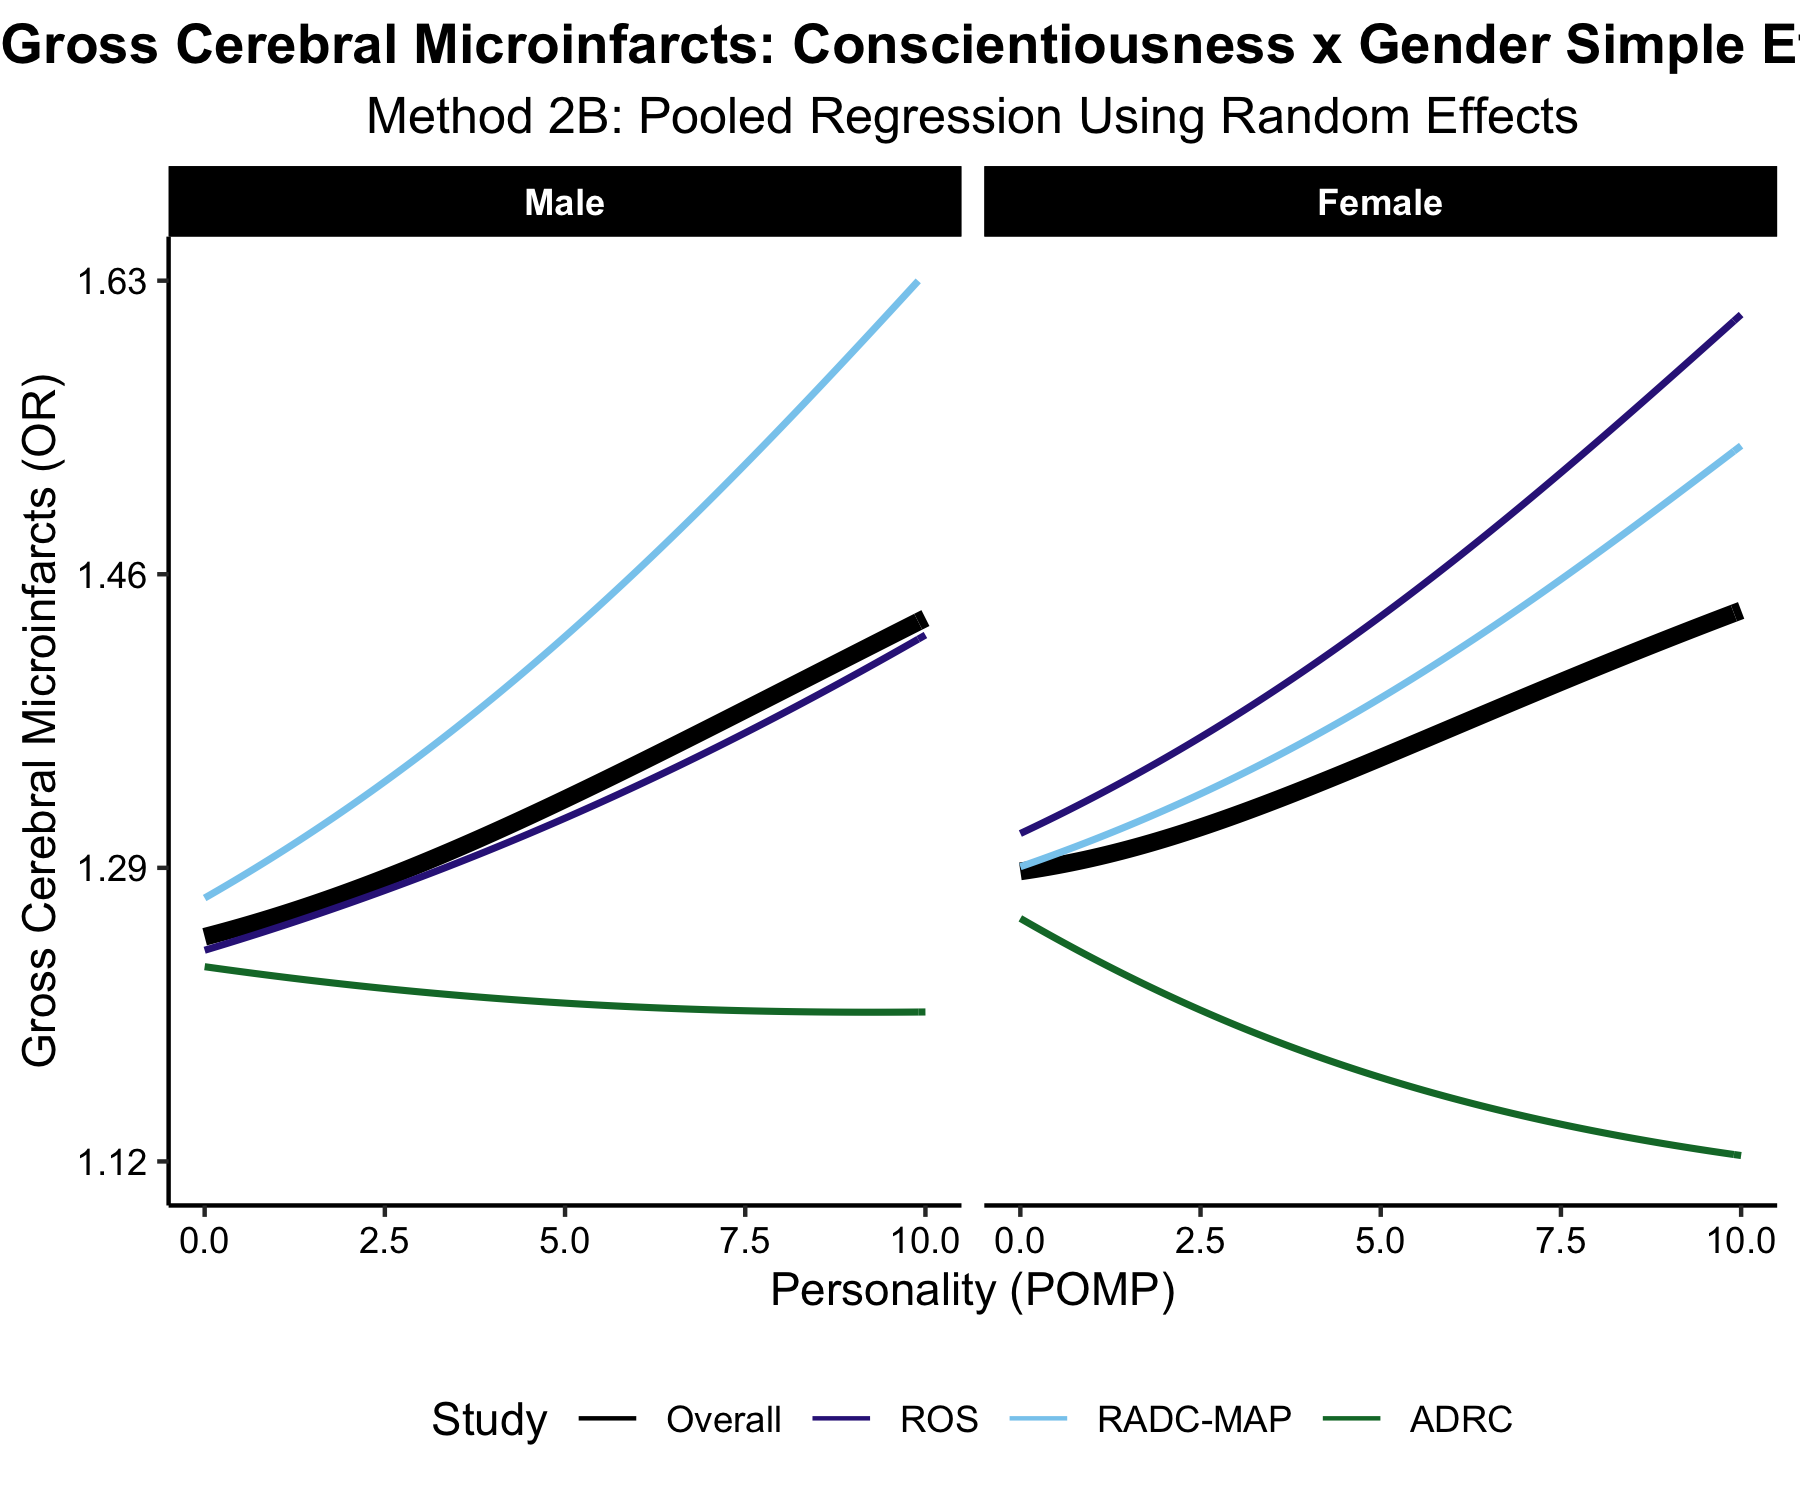 Gross Cerebral Microinfarcts: Conscientiousness x Gender Simple
Method 2B: Pooled Regression Using Random Effects
Male
Female
Gross Cerebral Microinfarcts (OR)
1.63
1.46
1.29
1.12
0.0 2.5 5.0 7.5 10.0 0.0 2.5 5.0 7.5 10.0
Personality (POMP)
Study Overall ROS RADC-MAP ADRC